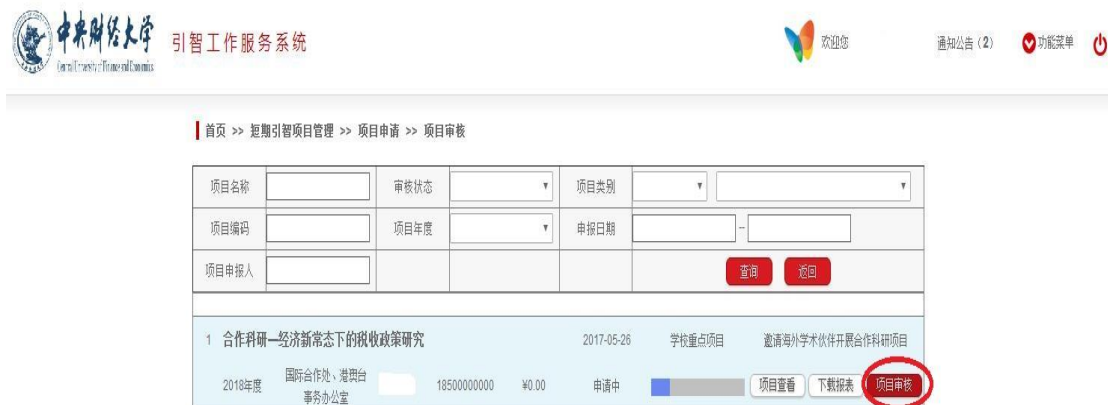 中央财经大学 引智工作服务系统 欢迎您 通知公告（2） 功能菜单
Central University of Finance and Economics
首页 >> 短期引智项目管理 >> 项目申请 >> 项目审核
项目名称 审核状态 项目类别
项目编码 项目年度 申报日期 -
项目申报人 查询 返回
1 合作科研—经济新常态下的税收政策研究 2017-05-26 学校重点项目 邀请海外学术伙伴开展合作科研项目
2018年度 国际合作处、港澳台 18500000000 ¥0.00 申请中 项目查看 下载报表 项目审核
事务办公室